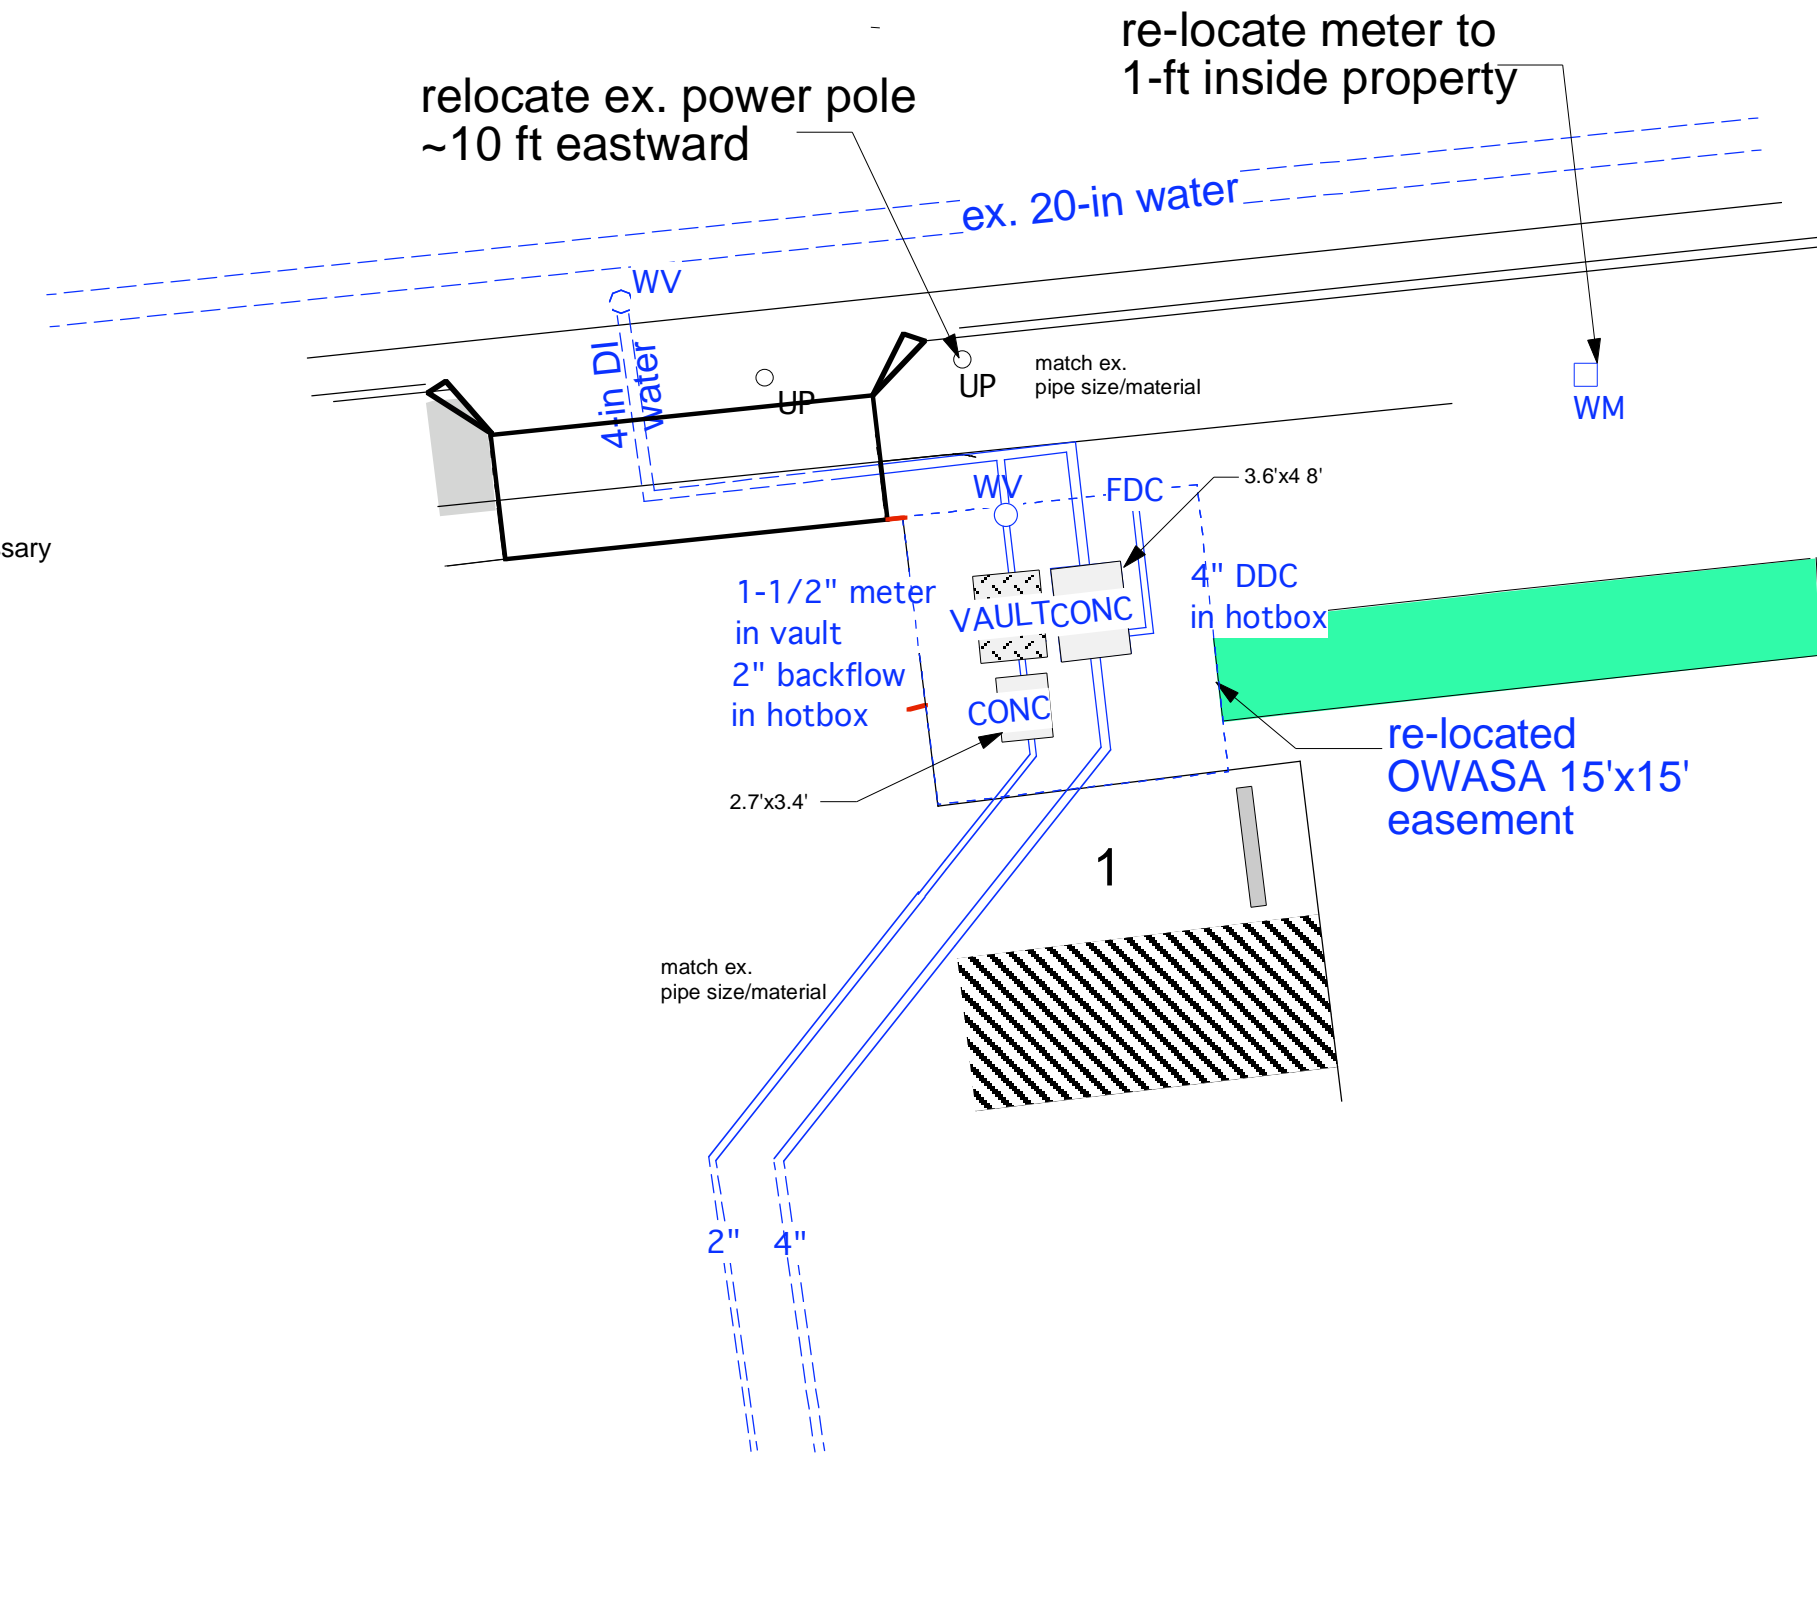 re-locate meter to
1-ft inside property
relocate ex. power pole
~10 ft eastward
ex. 20-in water
WV
4-in DI
water
UP
UP
match ex.
pipe size/material
WM
WV
FDC
3.6'x4 8'
ssary
1-1/2" meter
in vault
2" backflow
in hotbox
VAULT
CONC
4" DDC
in hotbox
CONC
re-located
OWASA 15'x15'
easement
2.7'x3.4'
1
match ex.
pipe size/material
2"
4"